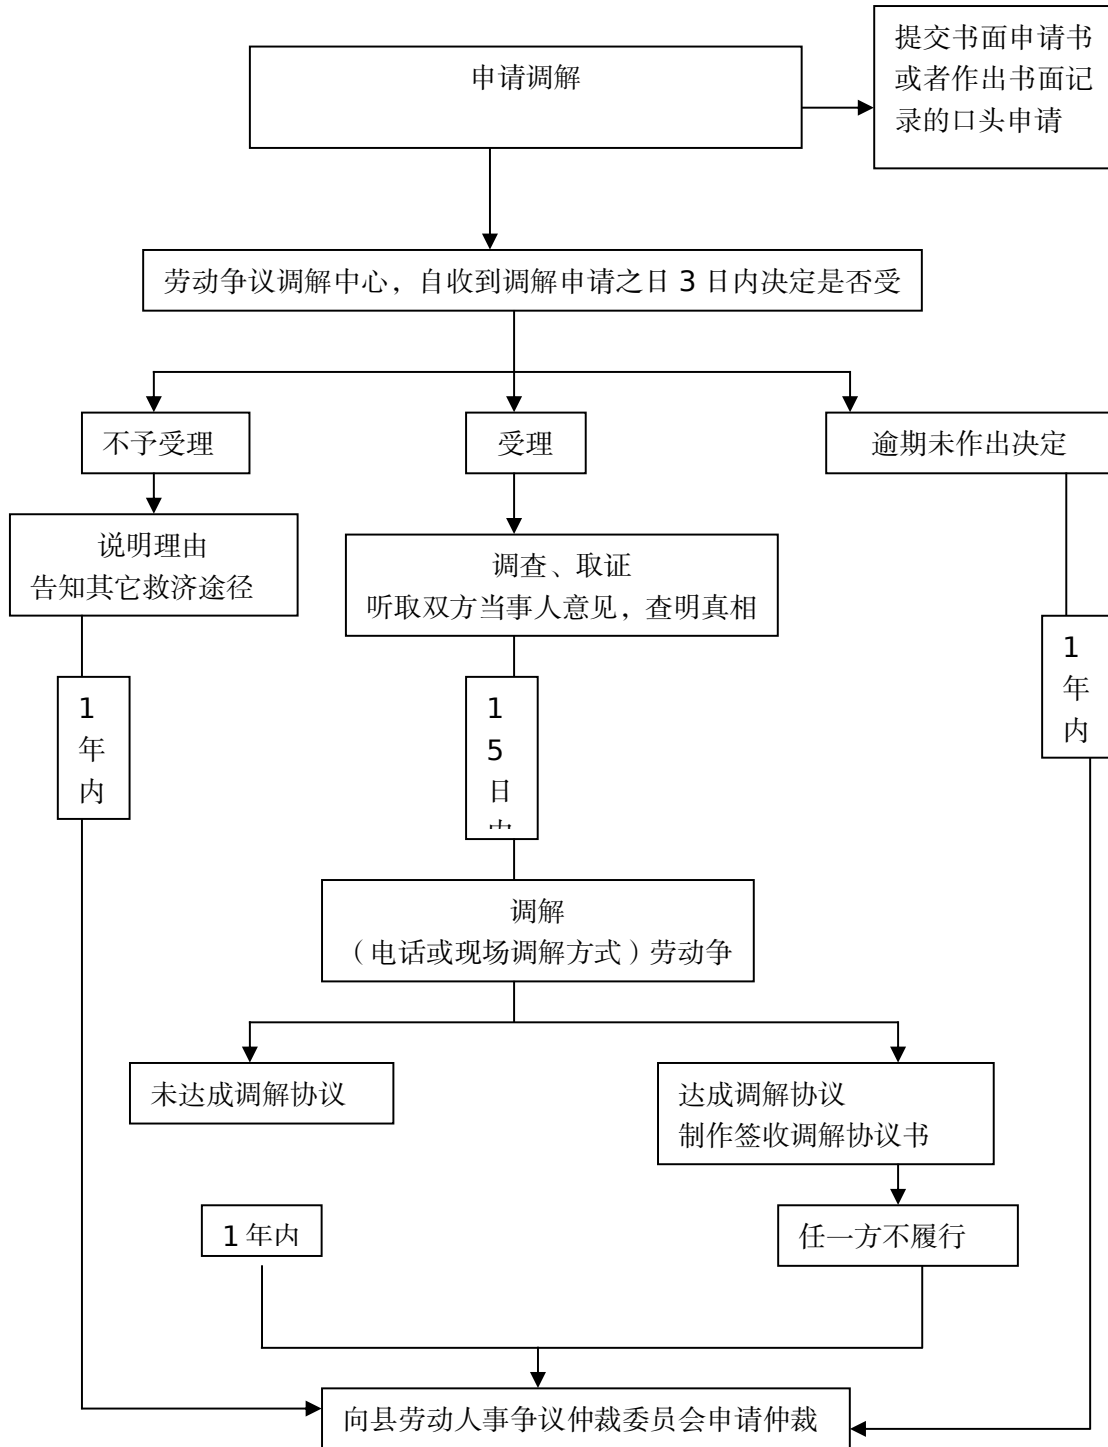 申请调解
提交书面申请书
或者作出书面记
录的口头申请
劳动争议调解中心，自收到调解申请之日 3 日内决定是否受
不予受理
受理
逾期未作出决定
说明理由
告知其它救济途径
调查、取证
听取双方当事人意见，查明真相
1
年
内
1
5
日
1
年
内
调解
（电话或现场调解方式）劳动争
未达成调解协议
达成调解协议
制作签收调解协议书
1 年内
任一方不履行
向县劳动人事争议仲裁委员会申请仲裁